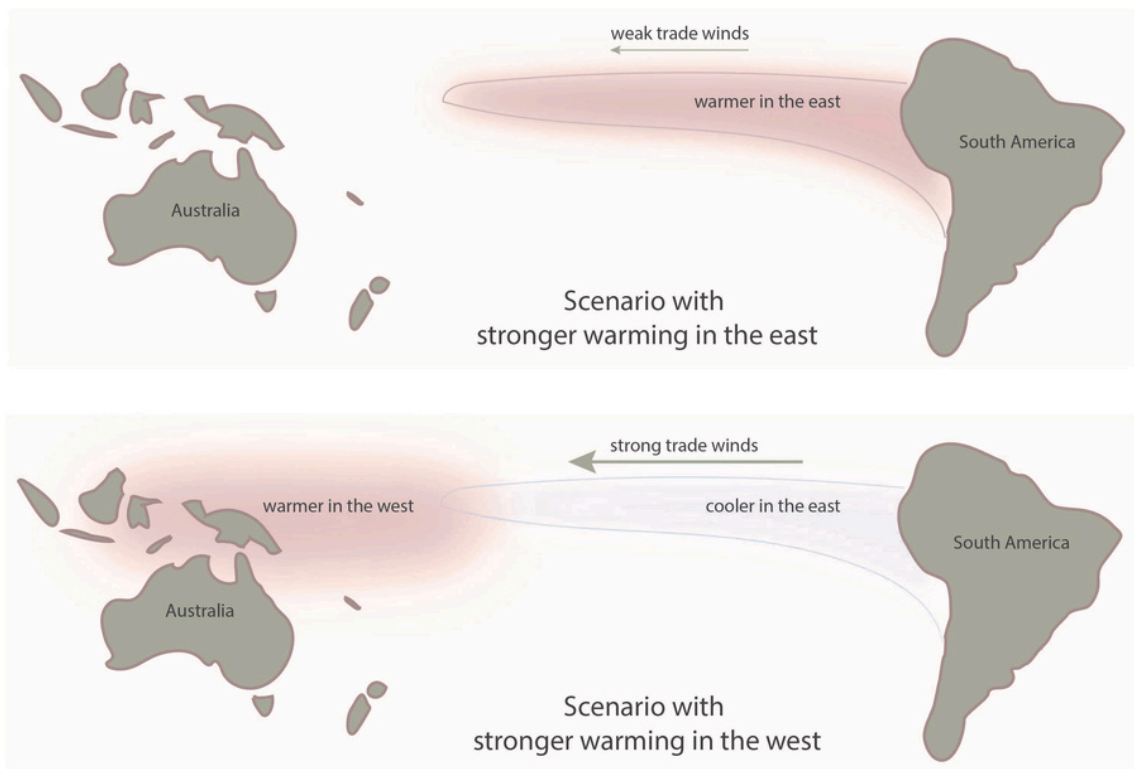 weak trade winds
warmer in the east
South America
Australia
Scenario with
stronger warming in the east
strong trade winds
warmer in the west
cooler in the east
South America
Australia
Scenario with
stronger warming in the west